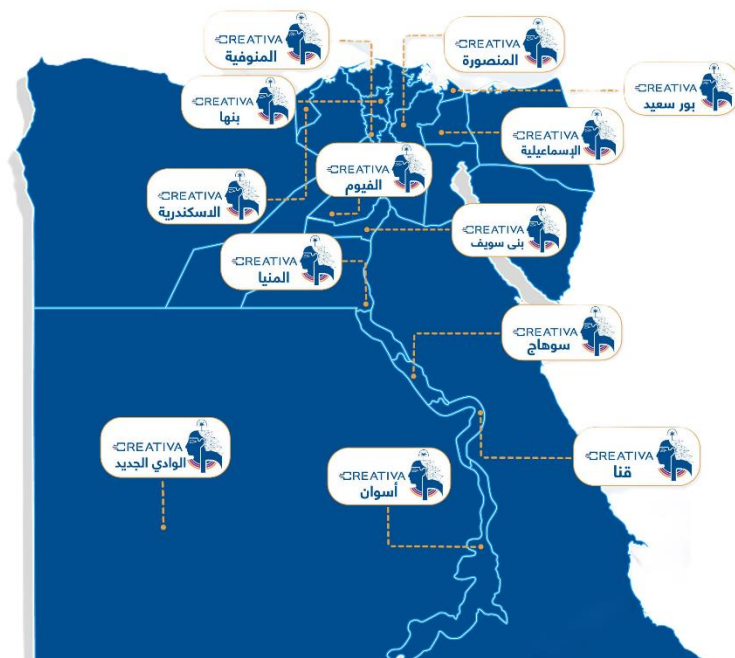 CREATIVA
المنوفية
CREATIVA
المنصورة
CREATIVA
بور سعيد
CREATIVA
بنها
CREATIVA
الإسماعيلية
CREATIVA
الفيوم
CREATIVA
الاسكندرية
CREATIVA
بنى سويف
CREATIVA
المنيا
CREATIVA
سوهاج
CREATIVA
الوادي الجديد
CREATIVA
قنا
CREATIVA
أسوان